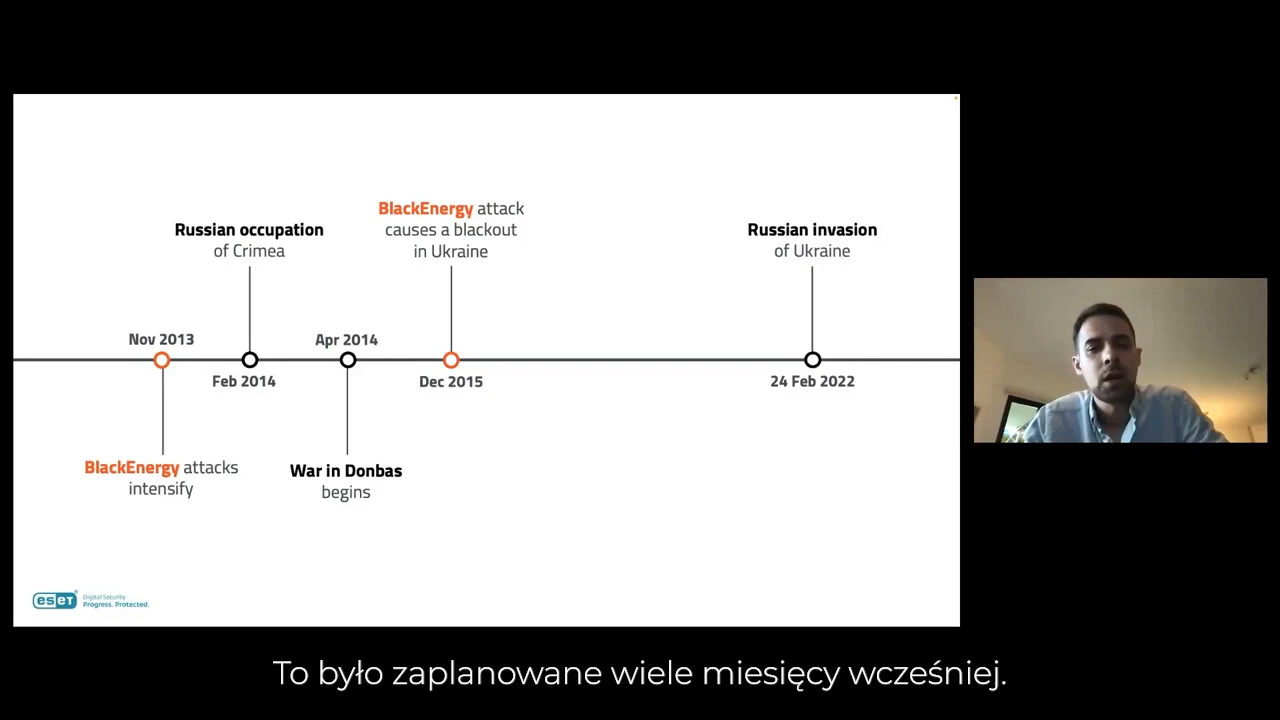 BlackEnergy attack
causes a blackout
in Ukraine
Russian occupation
of Crimea
Russian invasion
of Ukraine
Nov 2013
Apr 2014
Feb 2014
Dec 2015
24 Feb 2022
BlackEnergy attacks
intensify
War in Donbas
begins
eseT
Digital Security
Progress. Protected.
To było zaplanowane wiele miesięcy wcześniej.